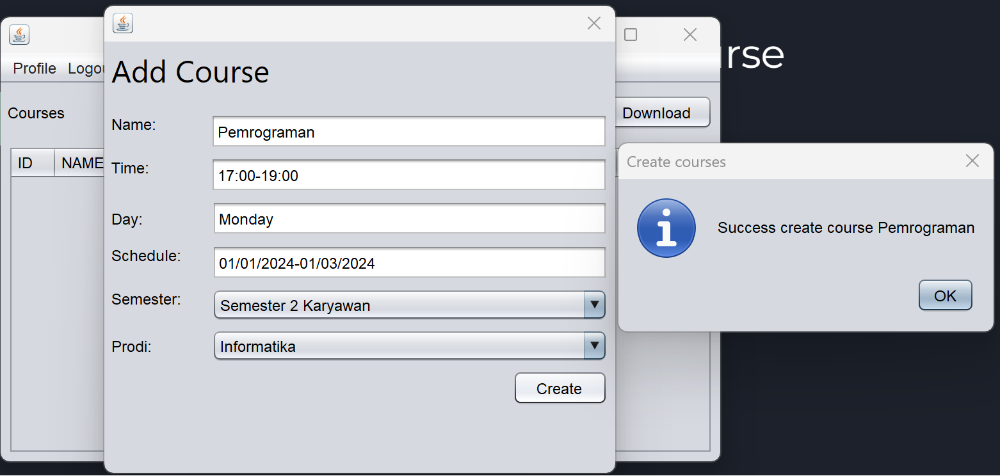 rse
Profile Logou
Courses
Download
ID NAME
Add Course
Name: Pemrograman
Time: 17:00-19:00
Day: Monday
Schedule: 01/01/2024-01/03/2024
Semester: Semester 2 Karyawan
Prodi: Informatika
Create
Create courses
Success create course Pemrograman
OK